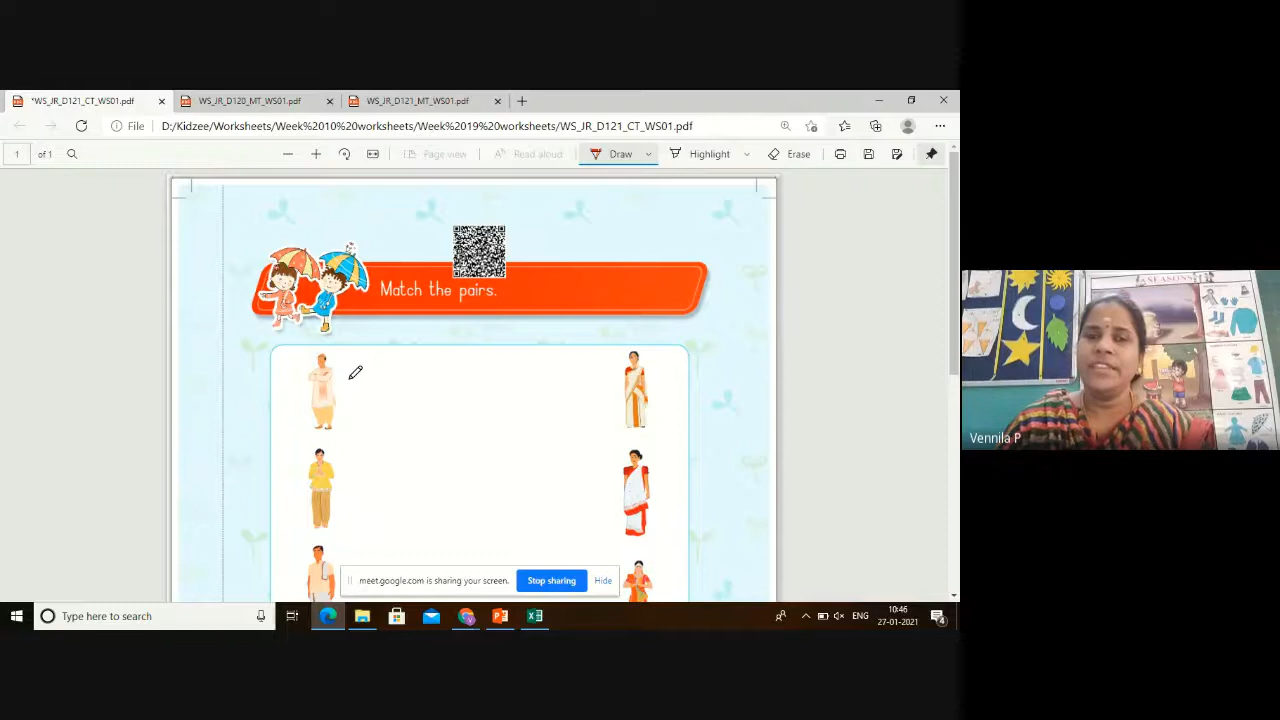 *WS_JR_D121_CT_WS01.pdf
WS_JR_D120_MT_WS01.pdf
WS_JR_D121_MT_WS01.pdf
File D:/Kidzee/Worksheets/Week%2010%20worksheets/Week%2019%20worksheets/WS_JR_D121_CT_WS01.pdf
1 of 1 Page view Read aloud Draw Highlight Erase
Match the pairs.
SEASONS
Vennila P
meet.google.com is sharing your screen. Stop sharing Hide
Type here to search
ENG
10:46
27-01-2021
4